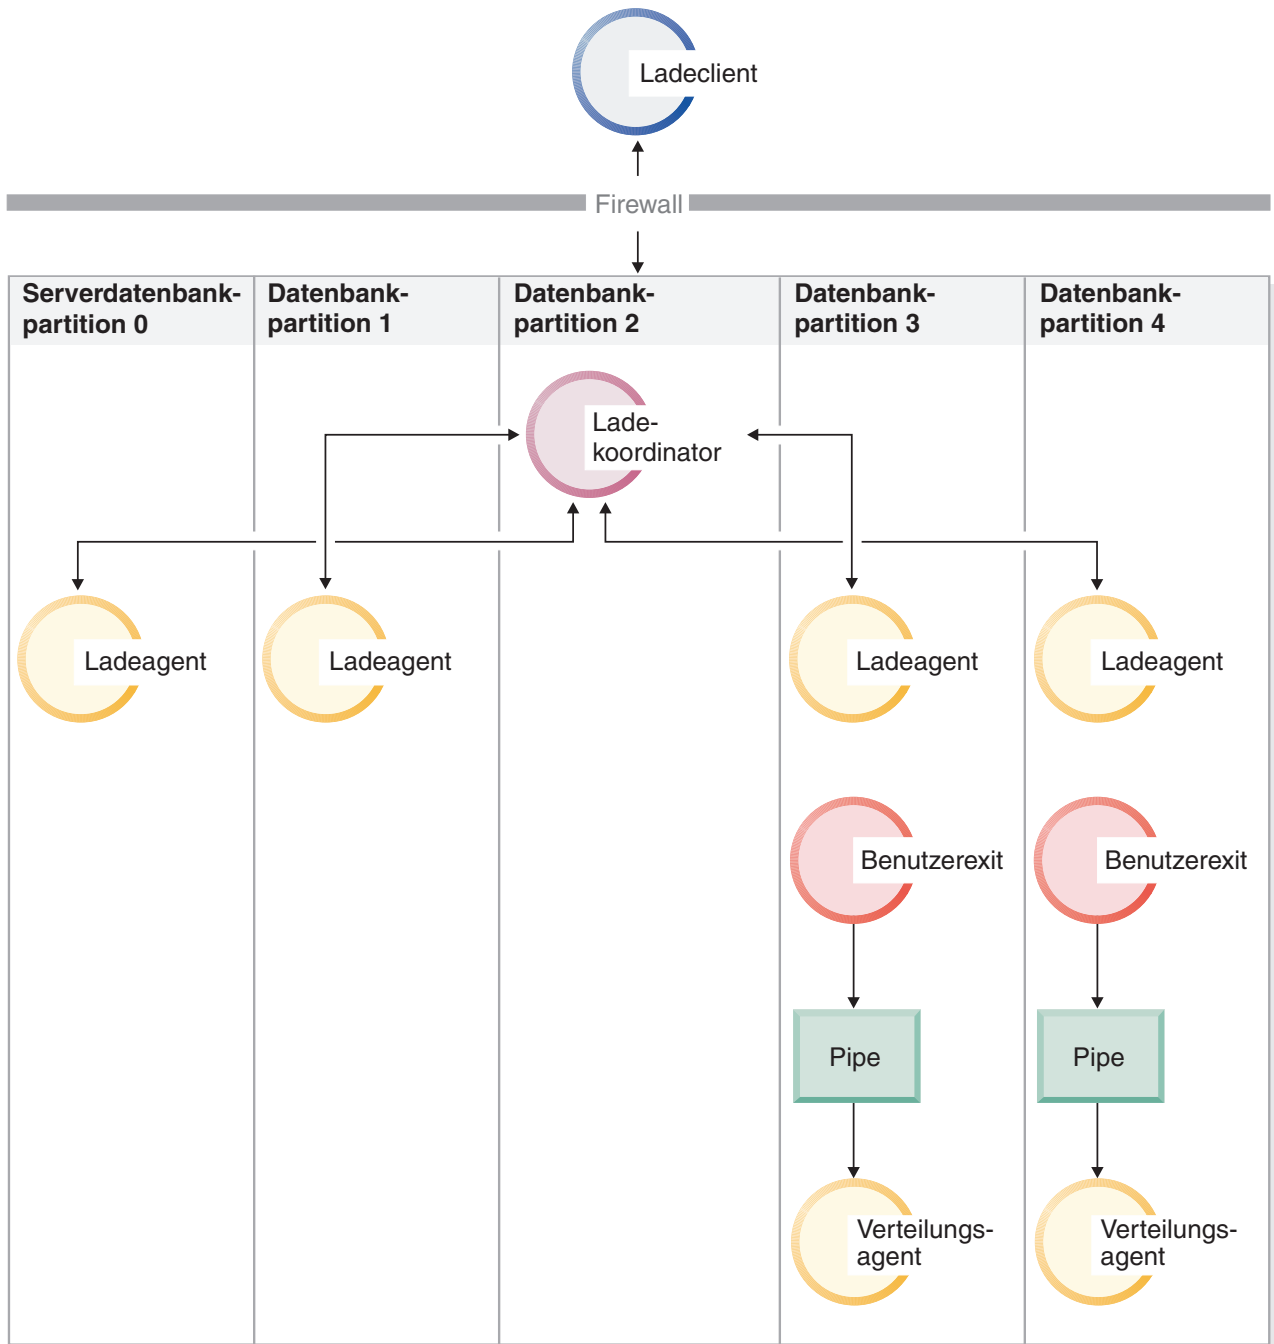 Ladeclient
Firewall
Serverdatenbank-
partition 0
Datenbank-
partition 1
Datenbank-
partition 2
Datenbank-
partition 3
Datenbank-
partition 4
Lade-
koordinator
Ladeagent
Ladeagent
Ladeagent
Ladeagent
Benutzerexit
Benutzerexit
Pipe
Pipe
Verteilungs-
agent
Verteilungs-
agent